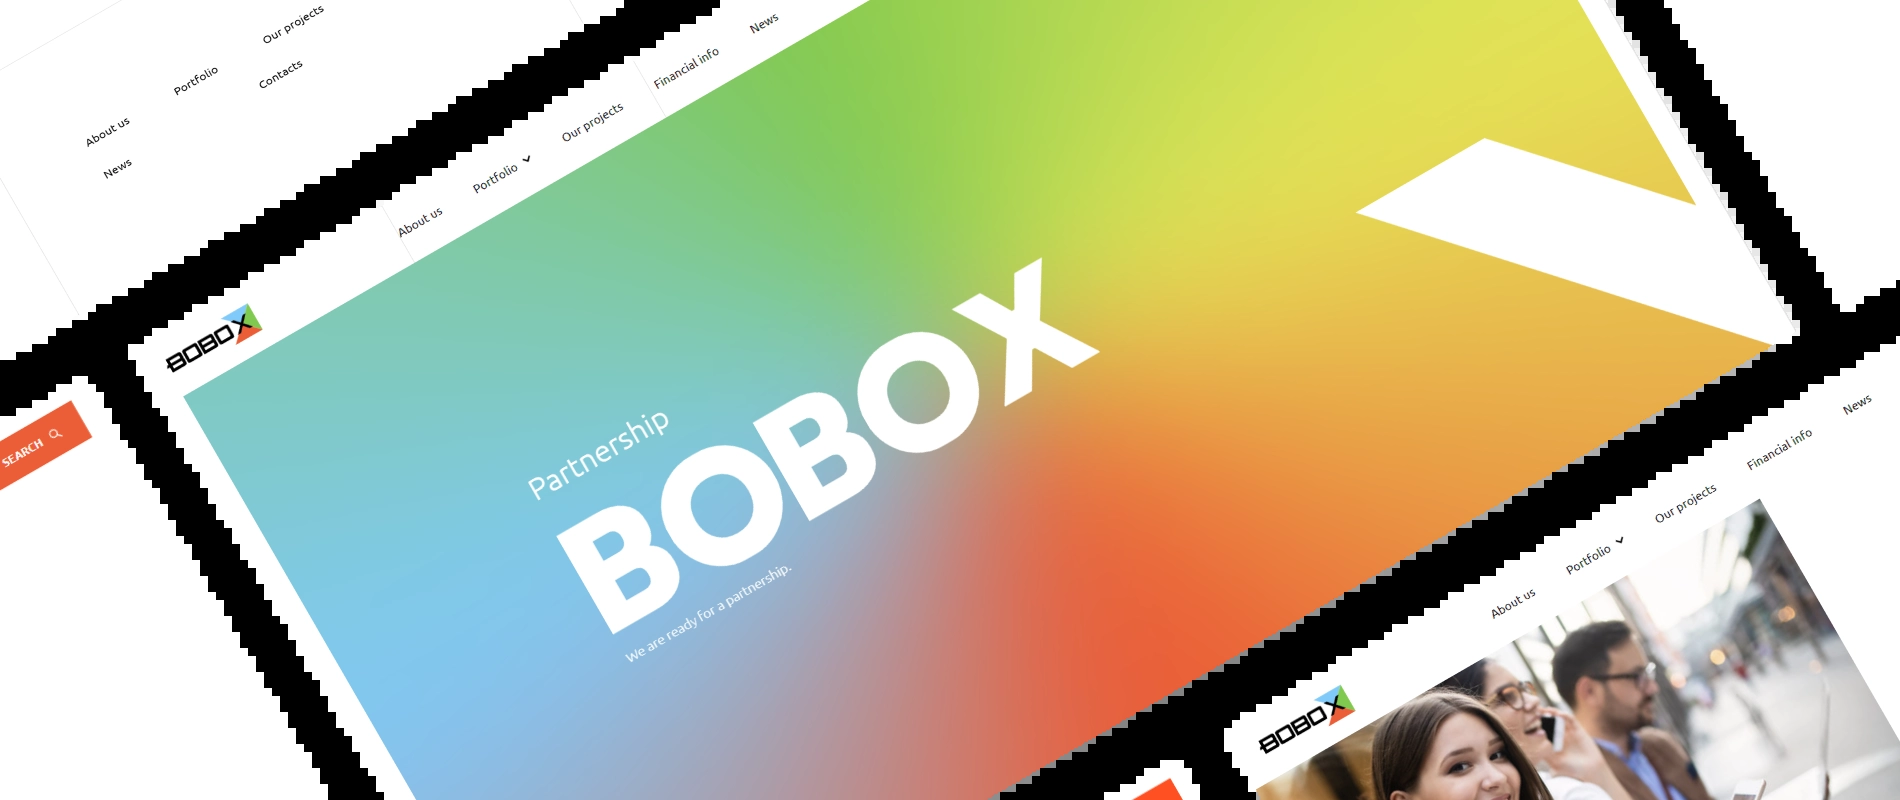 Our projects
Portfolio
Contacts
About us
News
About us
Portfolio
Our projects
Financial info
News
BOBOX
Partnership
BOBOX
We are ready for a partnership.
SEARCH
About us
Portfolio
Our projects
Financial info
News
BOBOX